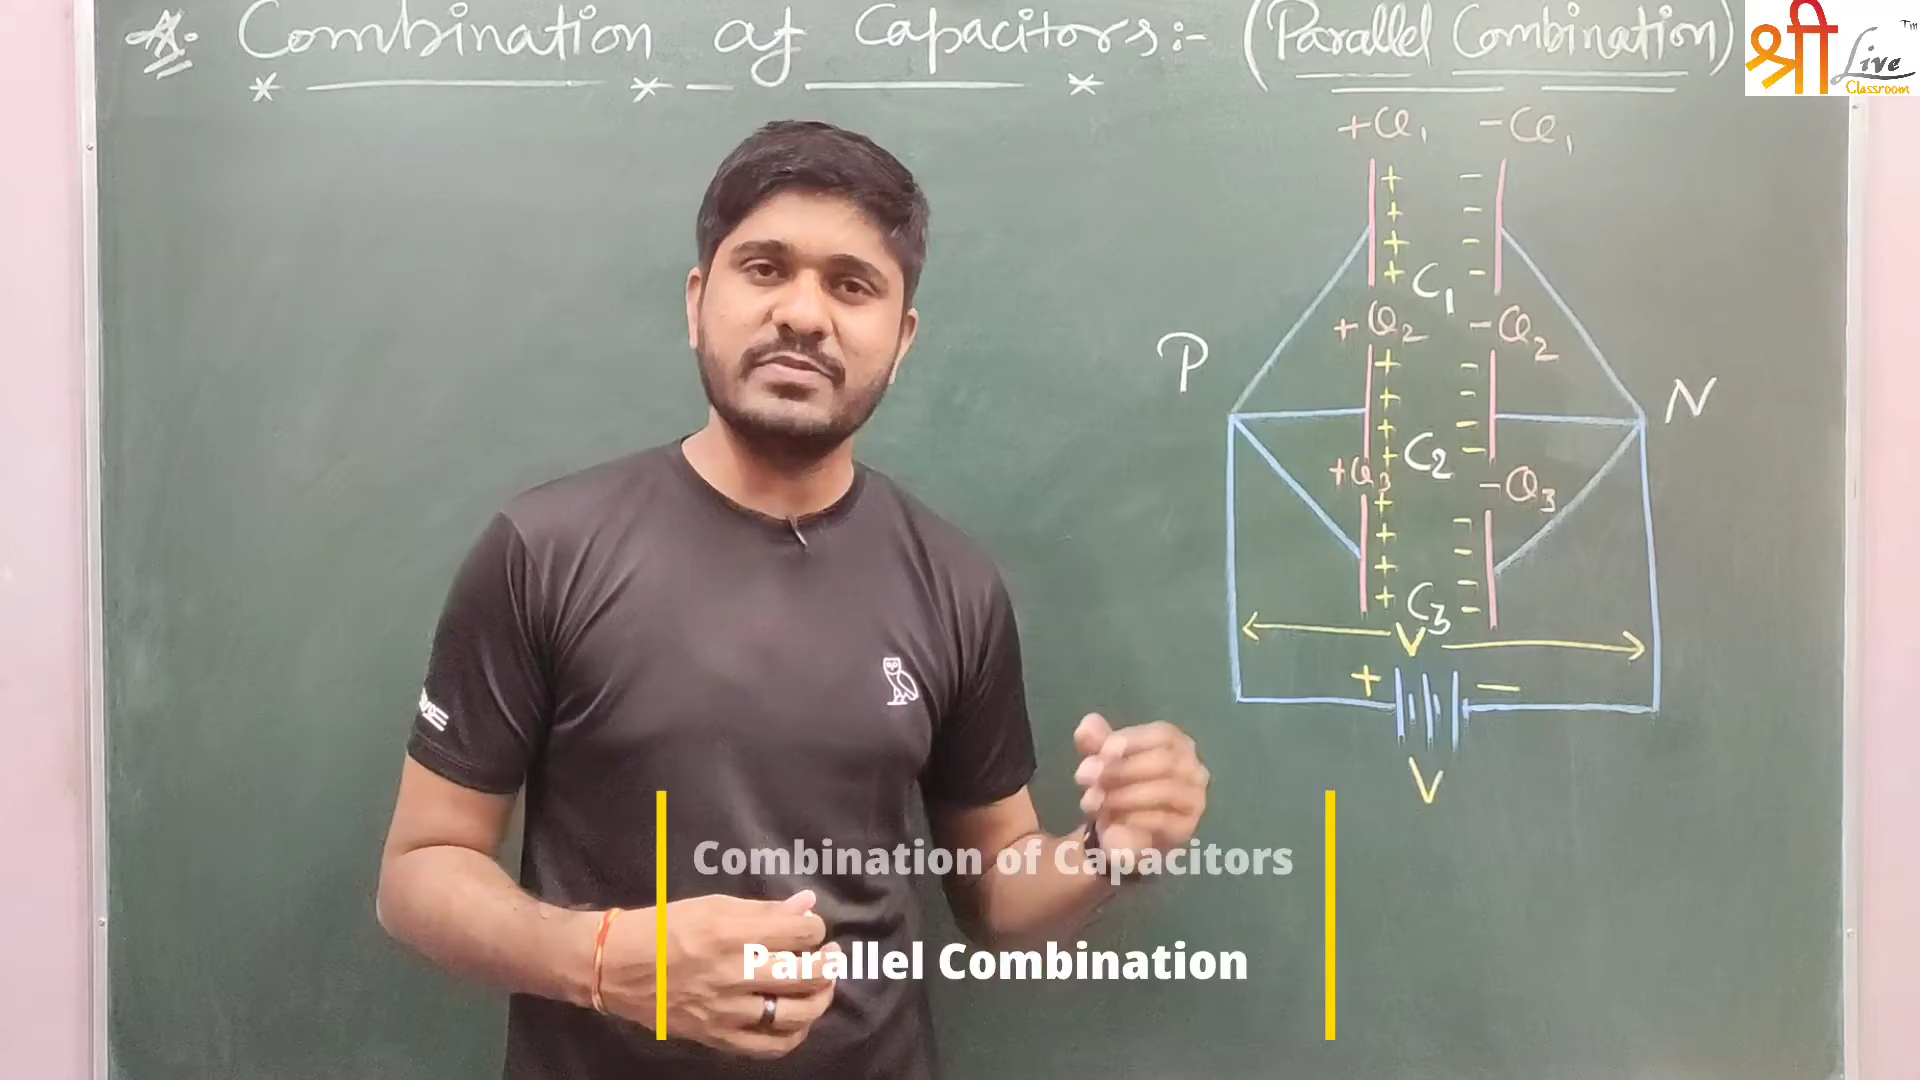 Combination of Capacitors:- (Parallel Combination)
श्री Live Classroom TM
+Q1 -Q1
C1
+Q2 -Q2
P
N
C2
+Q3 -Q3
C3
V
+ -
V
Combination of Capacitors
Parallel Combination